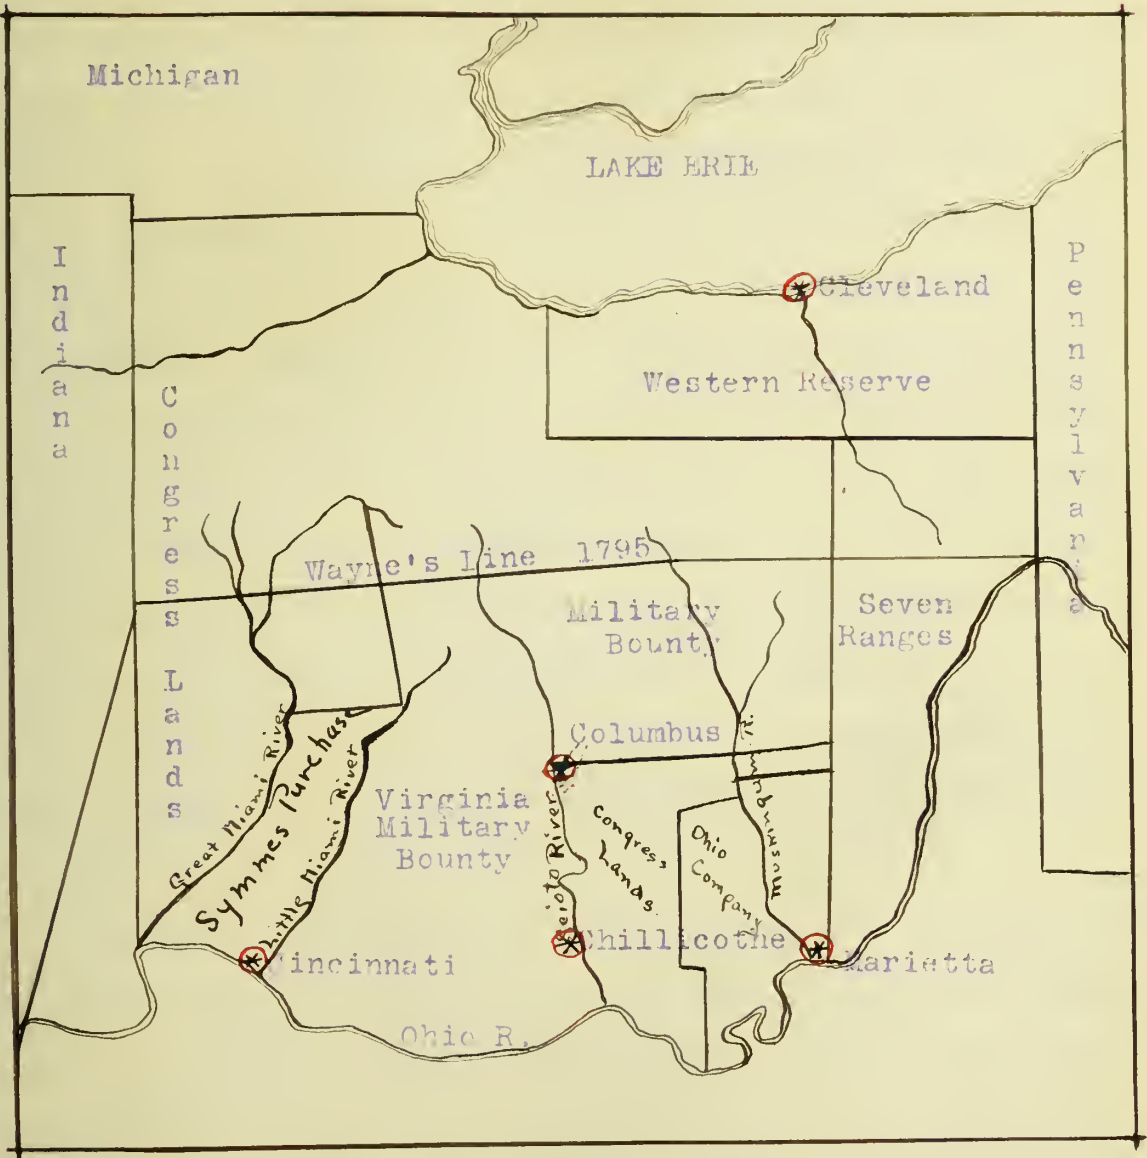 Michigan
LAKE ERIE
Indiana
Pennsylvania
Cleveland
Western Reserve
Congress Lands
Wayne's Line 1795
Military
Bounty
Seven
Ranges
Columbus
Great Miami River
Symmes Purchase
Little Miami River
Virginia
Military
Bounty
Scioto River
Congress
Lands
Ohio
Company
Muskingum R.
Cincinnati
Chillicothe
Marietta
Ohio R.